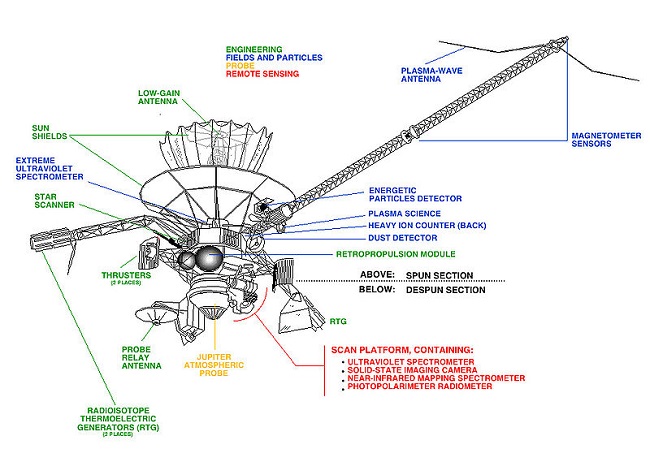 ENGINEERING
FIELDS AND PARTICLES
PROBE
REMOTE SENSING
PLASMA-WAVE
ANTENNA
LOW-GAIN
ANTENNA
SUN
SHIELDS
MAGNETOMETER
SENSORS
EXTREME
ULTRAVIOLET
SPECTROMETER
STAR
SCANNER
ENERGETIC
PARTICLES DETECTOR
PLASMA SCIENCE
HEAVY ION COUNTER (BACK)
DUST DETECTOR
RETROPROPULSION MODULE
THRUSTERS
(2 PLACES)
ABOVE: SPUN SECTION
BELOW: DESPUN SECTION
RTG
PROBE
RELAY
ANTENNA
JUPITER
ATMOSPHERIC
PROBE
SCAN PLATFORM, CONTAINING:
• ULTRAVIOLET SPECTROMETER
• SOLID-STATE IMAGING CAMERA
• NEAR-INFRARED MAPPING SPECTROMETER
• PHOTOPOLARIMETER RADIOMETER
RADIOISOTOPE
THERMOELECTRIC
GENERATORS (RTG)
(2 PLACES)